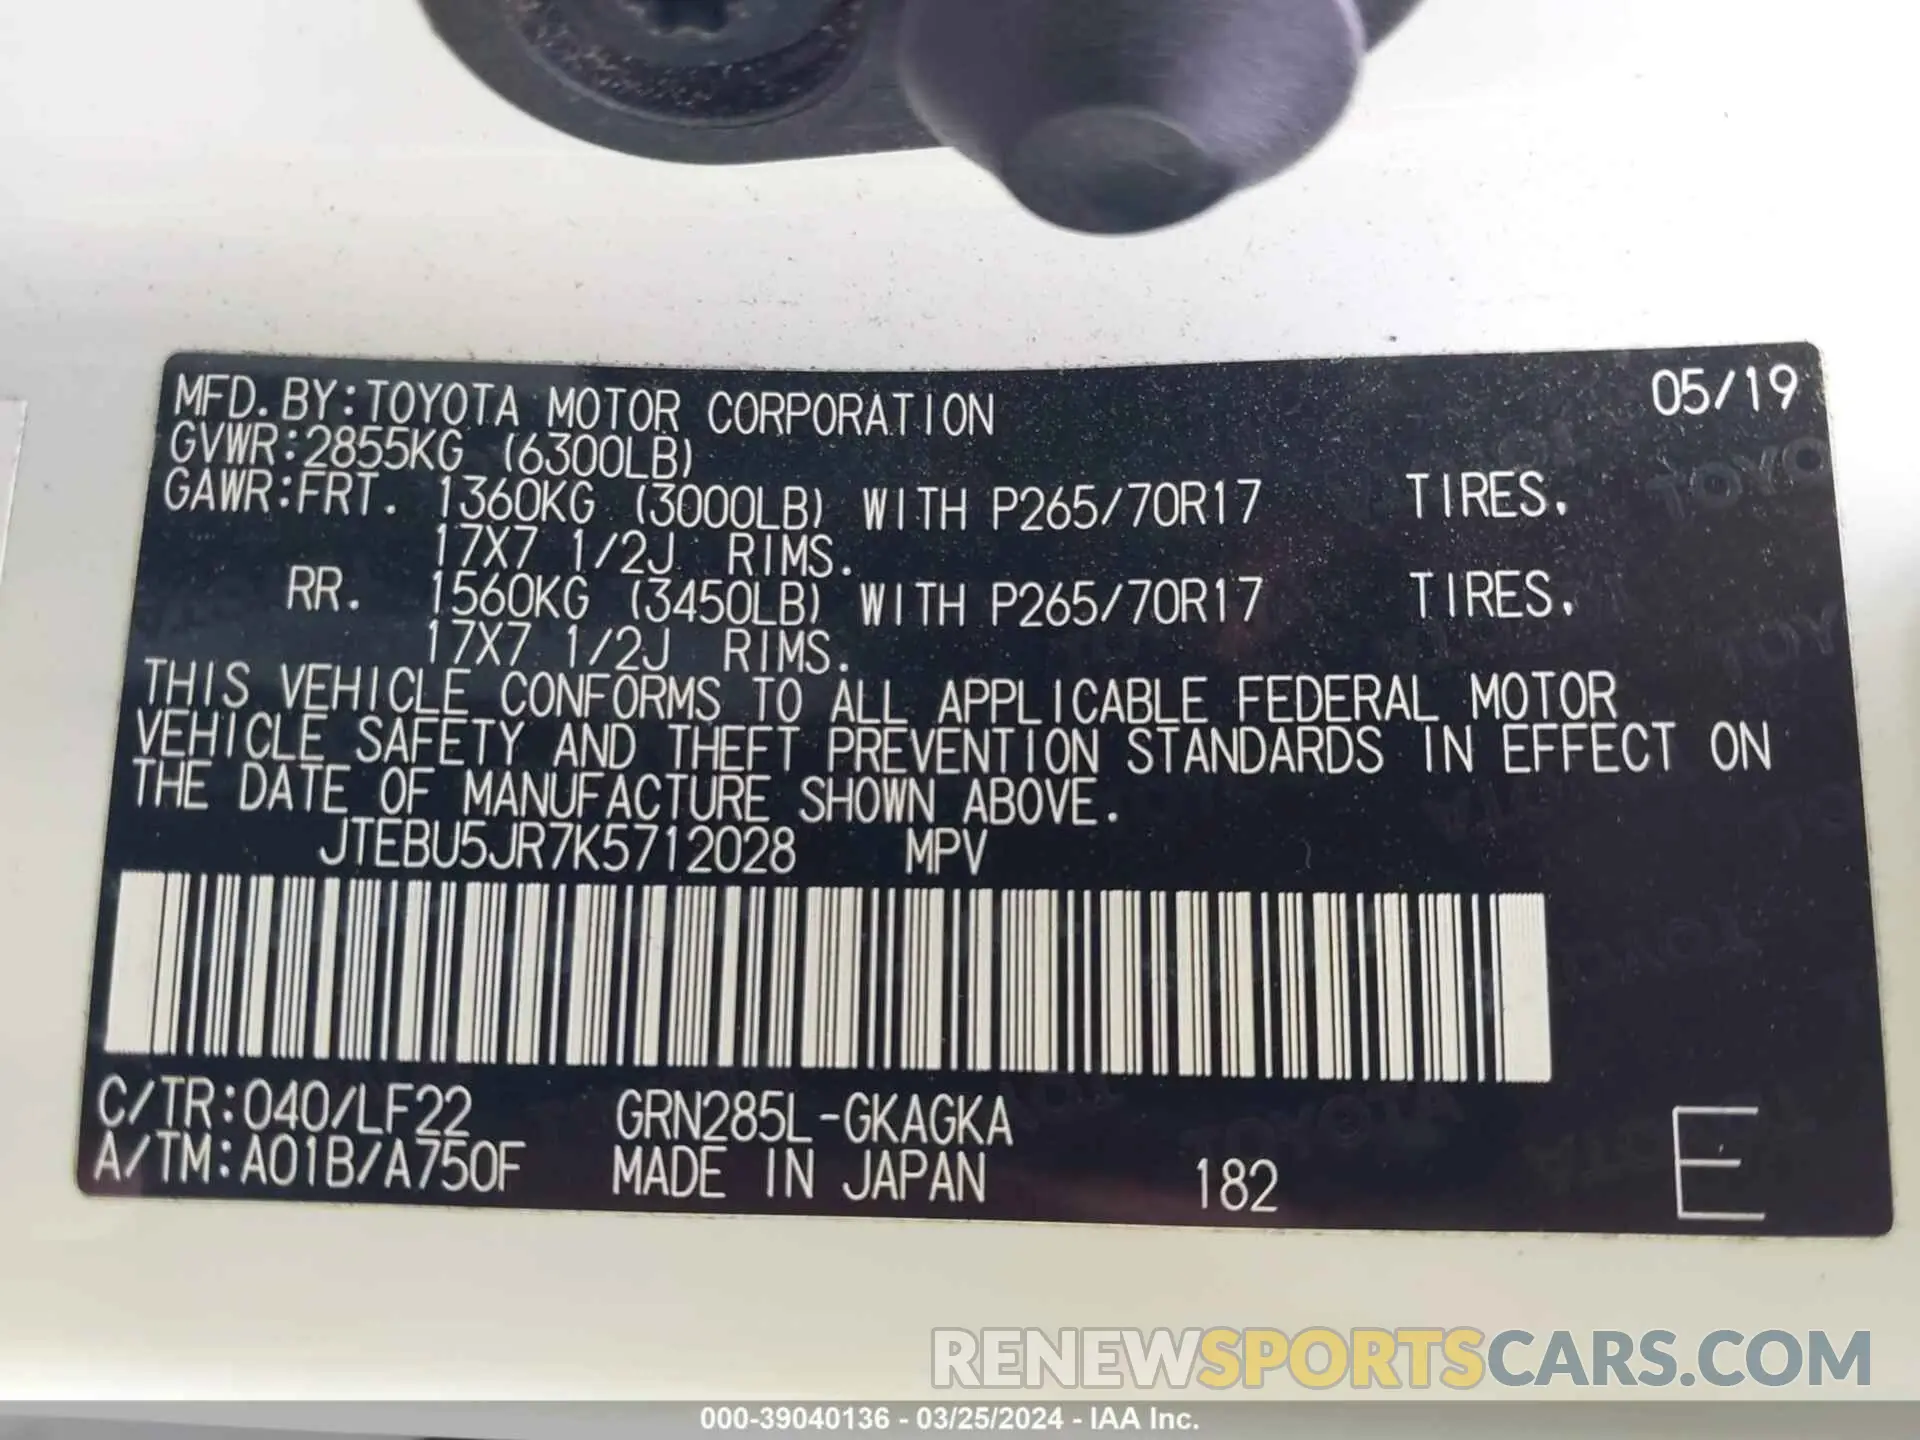 MFD. BY: TOYOTA MOTOR CORPORATION 05/19
GVWR: 2855KG (6300LB)
GAWR: FRT. 1360KG (3000LB) WITH P265/70R17 TIRES.
17X7 1/2J RIMS.
RR. 1560KG (3450LB) WITH P265/70R17 TIRES.
17X7 1/2J RIMS.
THIS VEHICLE CONFORMS TO ALL APPLICABLE FEDERAL MOTOR
VEHICLE SAFETY AND THEFT PREVENTION STANDARDS IN EFFECT ON
THE DATE OF MANUFACTURE SHOWN ABOVE.
JTEBU5JR7K5712028 MPV
C/TR: 040/LF22 GRN285L-GKAGKA
A/TM: A01B/A750F MADE IN JAPAN 182 E
RENEWSPORTSCARS.COM
000-39040136 - 03/25/2024 - IAA Inc.